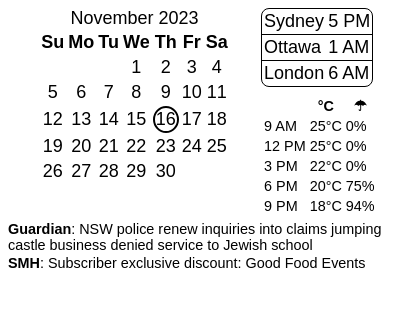 November 2023
Su Mo Tu We Th Fr Sa
1 2 3 4
5 6 7 8 9 10 11
12 13 14 15 16 17 18
19 20 21 22 23 24 25
26 27 28 29 30
Sydney 5 PM
Ottawa 1 AM
London 6 AM
°C ☂
9 AM 25°C 0%
12 PM 25°C 0%
3 PM 22°C 0%
6 PM 20°C 75%
9 PM 18°C 94%
Guardian: NSW police renew inquiries into claims jumping
castle business denied service to Jewish school
SMH: Subscriber exclusive discount: Good Food Events